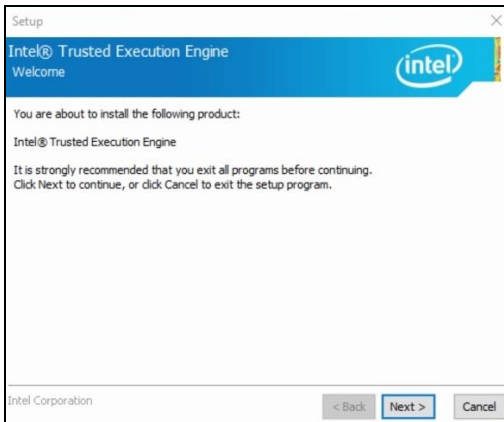 Setup
Intel® Trusted Execution Engine
Welcome
intel
You are about to install the following product:
Intel® Trusted Execution Engine
It is strongly recommended that you exit all programs before continuing.
Click Next to continue, or click Cancel to exit the setup program.
Intel Corporation
< Back Next > Cancel